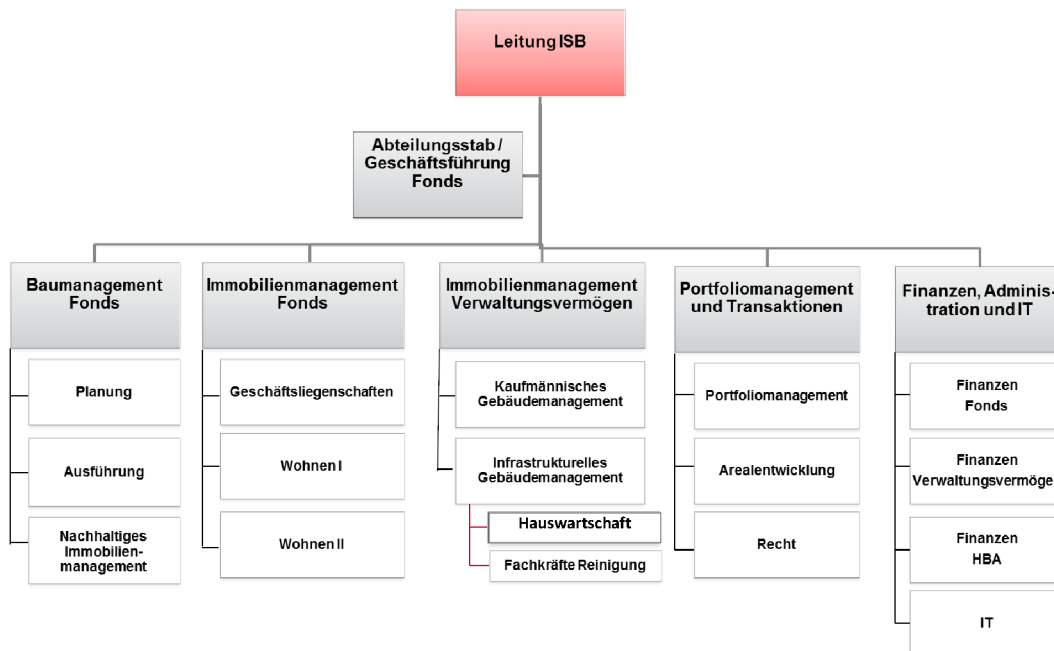 Leitung ISB
Abteilungsstab /
Geschäftsführung
Fonds
Baumanagement
Fonds
Planung
Ausführung
Nachhaltiges
Immobilien-
management
Immobilienmanagement
Fonds
Geschäftsliegenschaften
Wohnen I
Wohnen II
Immobilienmanagement
Verwaltungsvermögen
Kaufmännisches
Gebäudemanagement
Infrastrukturelles
Gebäudemanagement
Hauswartschaft
Fachkräfte Reinigung
Portfoliomanagement
und Transaktionen
Portfoliomanagement
Arealentwicklung
Recht
Finanzen, Adminis-
tration und IT
Finanzen
Fonds
Finanzen
Verwaltungsvermöge
Finanzen
HBA
IT